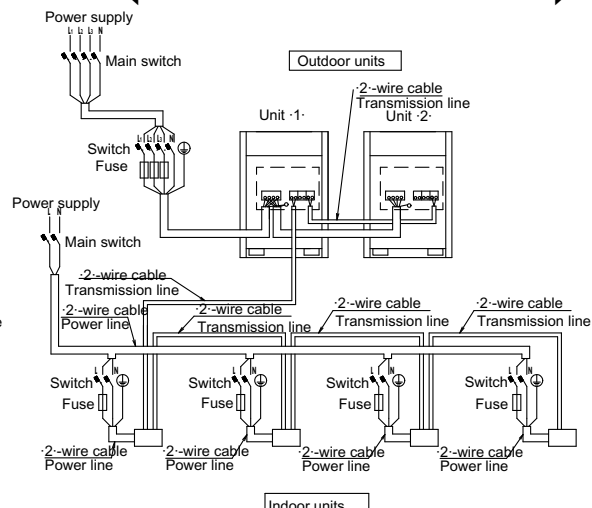 Power supply
L₁ L₂ L₃ N
Main switch
Outdoor units
·2·-wire cable
Transmission line
Unit ·1·
Unit ·2·
L₁ L₂ L₃ N
Switch
Fuse
Power supply
L N
Main switch
·2·-wire cable
Transmission line
·2·-wire cable
Power line
·2·-wire cable
Transmission line
·2·-wire cable
Transmission line
·2·-wire cable
Transmission line
L N
Switch
Fuse
L N
Switch
Fuse
L N
Switch
Fuse
L N
Switch
Fuse
·2·-wire cable
Power line
·2·-wire cable
Power line
·2·-wire cable
Power line
·2·-wire cable
Power line
Indoor units